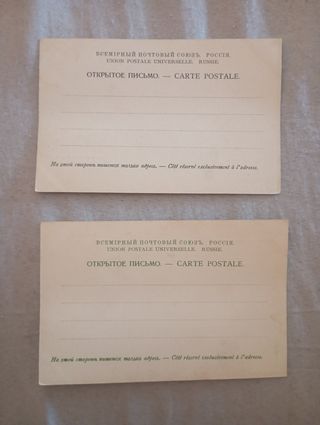 ВСЕМІРНЫЙ ПОЧТОВЫЙ СОЮЗЪ. РОССІЯ.
UNION POSTALE UNIVERSELLE. RUSSIE.
ОТКРЫТОЕ ПИСЬМО. — CARTE POSTALE.
На этой сторонѣ пишется только адресъ. — Côté réservé exclusivement à l'adresse.
ВСЕМІРНЫЙ ПОЧТОВЫЙ СОЮЗЪ. РОССІЯ.
UNION POSTALE UNIVERSELLE. RUSSIE.
ОТКРЫТОЕ ПИСЬМО. — CARTE POSTALE.
На этой сторонѣ пишется только адресъ. — Côté réservé exclusivement à l'adresse.